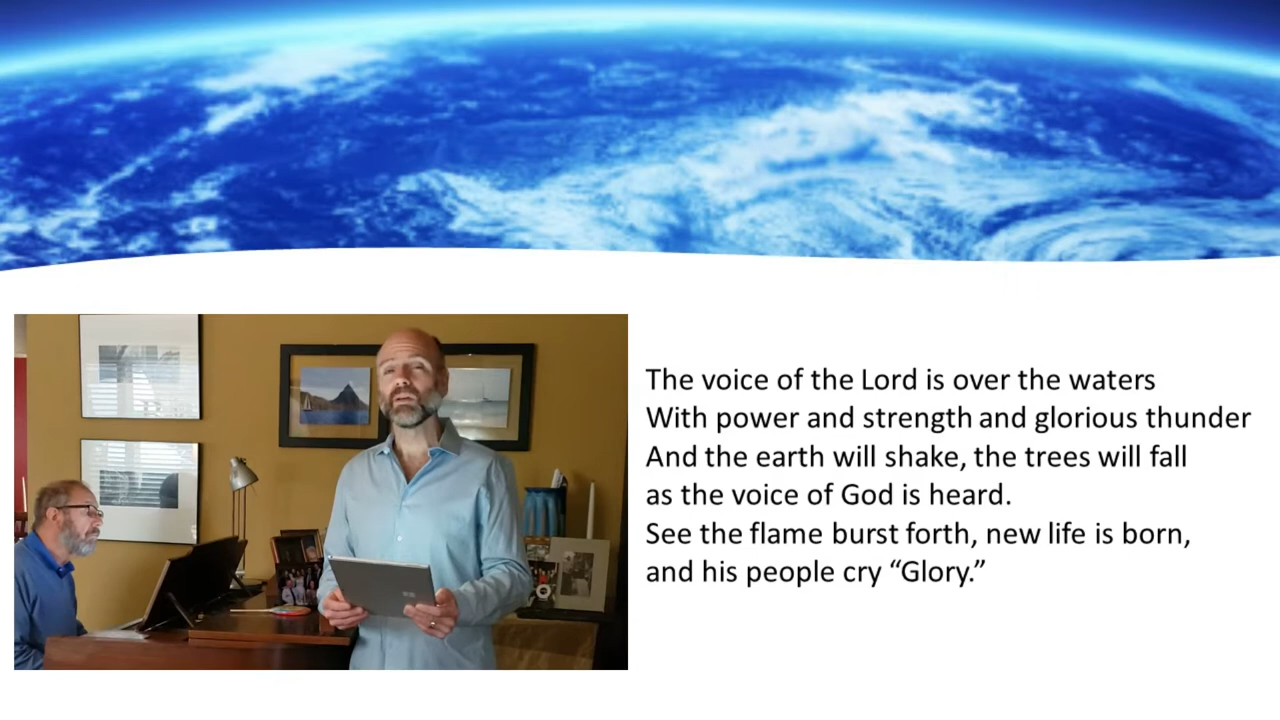 The voice of the Lord is over the waters
With power and strength and glorious thunder
And the earth will shake, the trees will fall
as the voice of God is heard.
See the flame burst forth, new life is born,
and his people cry “Glory.”